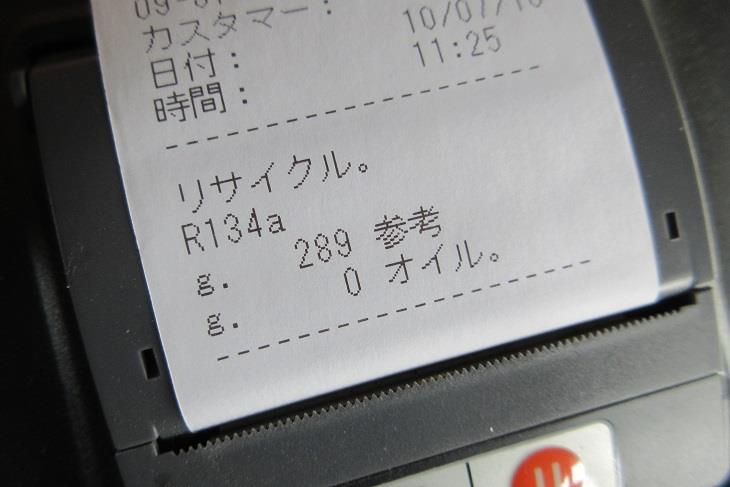 カスタマー：
日付： 10/07/
時間： 11:25
リサイクル。
R134a
g. 289 参考
g. 0 オイル。